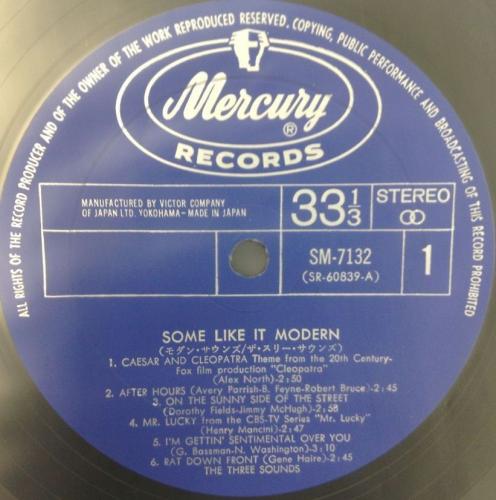 ALL RIGHTS OF THE RECORD PRODUCER AND OF THE OWNER OF THE WORK REPRODUCED RESERVED. COPYING, PUBLIC PERFORMANCE AND BROADCASTING OF THIS RECORD PROHIBITED
Mercury
®
RECORDS
MANUFACTURED BY VICTOR COMPANY
OF JAPAN LTD. YOKOHAMA-MADE IN JAPAN
33 1/3
STEREO
SM-7132
(SR-60839-A)
1
SOME LIKE IT MODERN
(モダン・サウンズ/ザ・スリー・サウンズ)
1. CAESAR AND CLEOPATRA Theme from the 20th Century-
Fox film production "Cleopatra"
(Alex North)-2:50
2. AFTER HOURS (Avery Parrish-B. Feyne-Robert Bruce)-2:45
3. ON THE SUNNY SIDE OF THE STREET
(Dorothy Fields-Jimmy McHugh)-2:58
4. MR. LUCKY from the CBS-TV Series "Mr. Lucky"
(Henry Mancini)-2:47
5. I'M GETTIN' SENTIMENTAL OVER YOU
(G. Bassman-N. Washington)-3:10
6. RAT DOWN FRONT (Gene Haire)-2:45
THE THREE SOUNDS